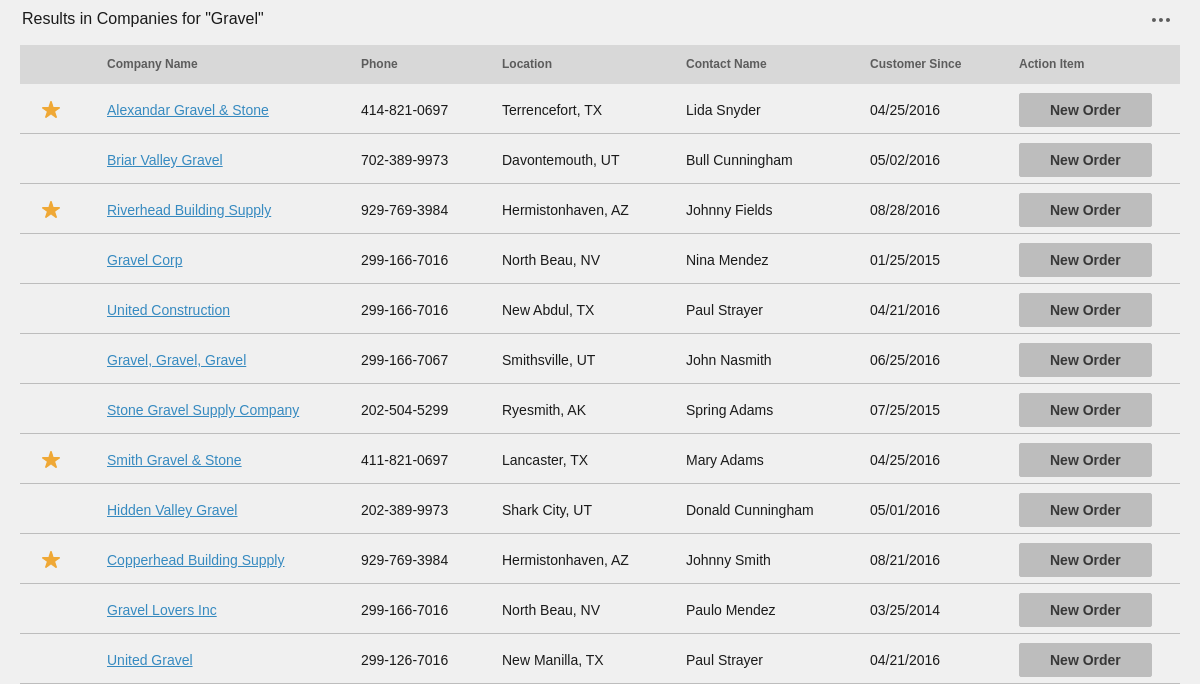 Results in Companies for "Gravel"
Company Name Phone Location Contact Name Customer Since Action Item
Alexandar Gravel & Stone 414-821-0697 Terrencefort, TX Lida Snyder 04/25/2016 New Order
Briar Valley Gravel 702-389-9973 Davontemouth, UT Bull Cunningham 05/02/2016 New Order
Riverhead Building Supply 929-769-3984 Hermistonhaven, AZ Johnny Fields 08/28/2016 New Order
Gravel Corp 299-166-7016 North Beau, NV Nina Mendez 01/25/2015 New Order
United Construction 299-166-7016 New Abdul, TX Paul Strayer 04/21/2016 New Order
Gravel, Gravel, Gravel 299-166-7067 Smithsville, UT John Nasmith 06/25/2016 New Order
Stone Gravel Supply Company 202-504-5299 Ryesmith, AK Spring Adams 07/25/2015 New Order
Smith Gravel & Stone 411-821-0697 Lancaster, TX Mary Adams 04/25/2016 New Order
Hidden Valley Gravel 202-389-9973 Shark City, UT Donald Cunningham 05/01/2016 New Order
Copperhead Building Supply 929-769-3984 Hermistonhaven, AZ Johnny Smith 08/21/2016 New Order
Gravel Lovers Inc 299-166-7016 North Beau, NV Paulo Mendez 03/25/2014 New Order
United Gravel 299-126-7016 New Manilla, TX Paul Strayer 04/21/2016 New Order